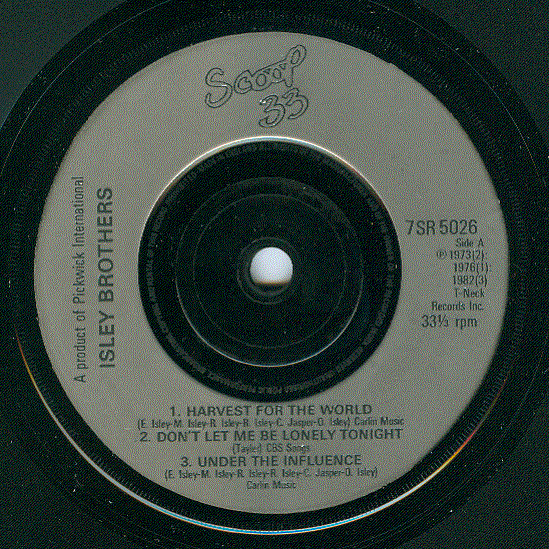 Scoop
33
A product of Pickwick International
ISLEY BROTHERS
7SR 5026
Side A
℗ 1973(2);
1976(1);
1982(3)
T-Neck
Records Inc.
33⅓ rpm
1. HARVEST FOR THE WORLD
(E. Isley-M. Isley-R. Isley-R. Isley-C. Jasper-O. Isley) Carlin Music
2. DON'T LET ME BE LONELY TONIGHT
(Taylor) CBS Songs
3. UNDER THE INFLUENCE
(E. Isley-M. Isley-R. Isley-R. Isley-C. Jasper-O. Isley)
Carlin Music